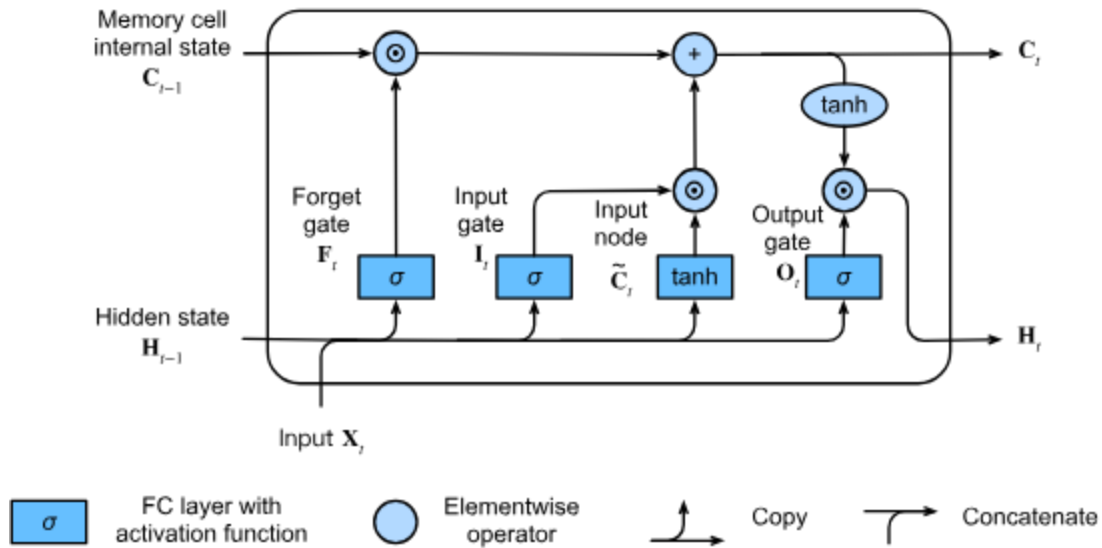 Memory cell
internal state
C_{t-1}
⊙
+
C_t
tanh
Forget
gate
F_t
Input
gate
I_t
Input
node
C̃_t
⊙
Output
gate
O_t
⊙
σ
σ
tanh
σ
Hidden state
H_{t-1}
H_t
Input X_t
σ
FC layer with
activation function
Elementwise
operator
Copy
Concatenate